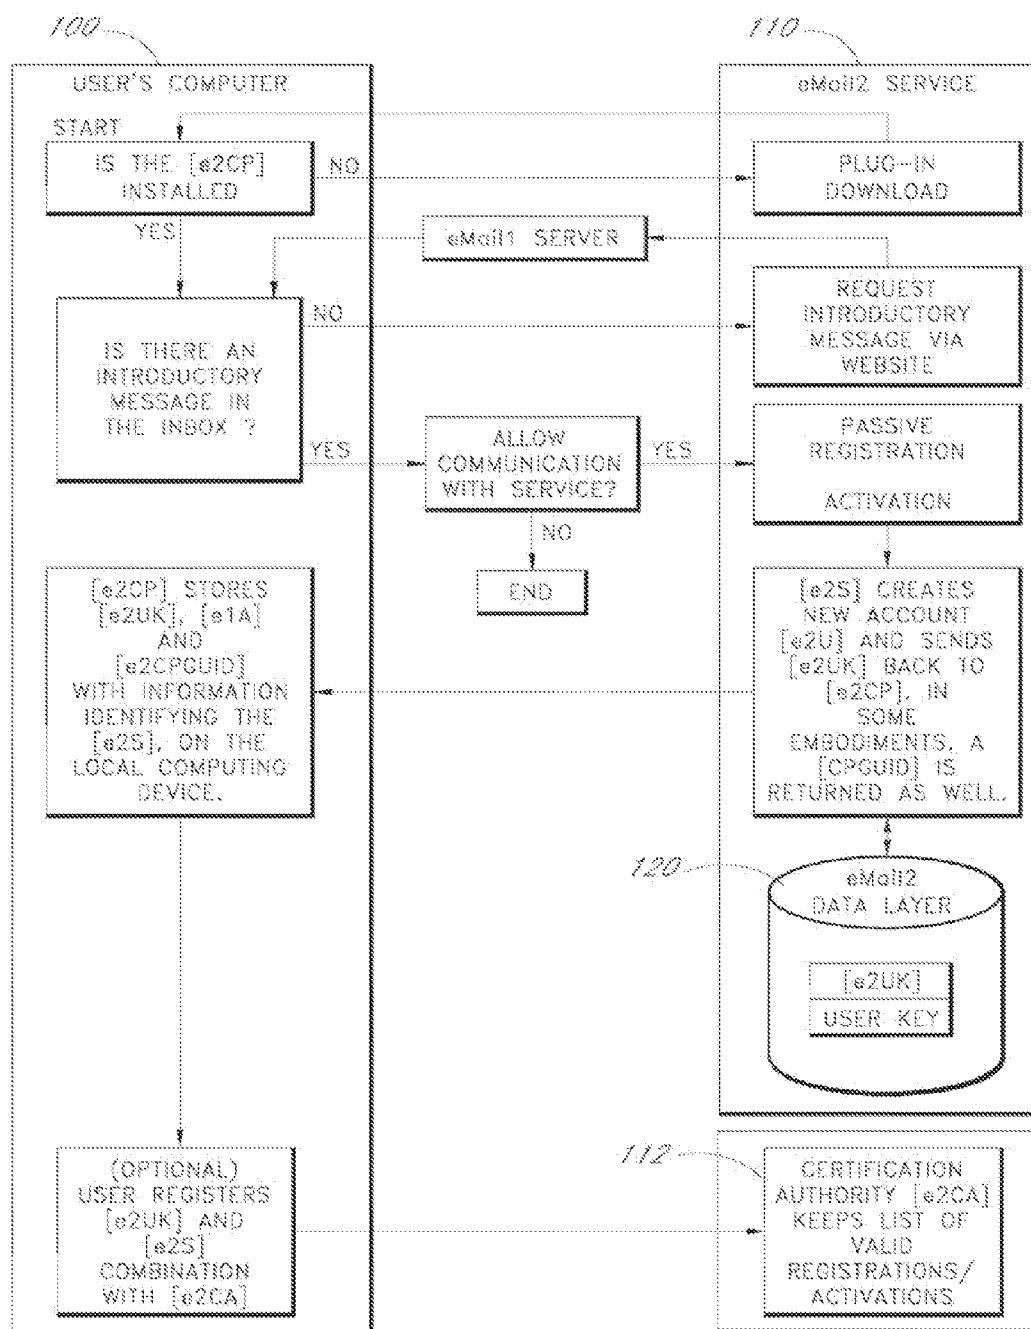 100
110
USER'S COMPUTER
eMail2 SERVICE
START
IS THE [e2CP]
INSTALLED
NO
PLUG-IN
DOWNLOAD
YES
eMail1 SERVER
IS THERE AN
INTRODUCTORY
MESSAGE IN
THE INBOX ?
NO
REQUEST
INTRODUCTORY
MESSAGE VIA
WEBSITE
YES
ALLOW
COMMUNICATION
WITH SERVICE?
YES
PASSIVE
REGISTRATION
ACTIVATION
NO
END
[e2CP] STORES
[e2UK], [e1A]
AND
[e2CPGUID]
WITH INFORMATION
IDENTIFYING THE
[e2S], ON THE
LOCAL COMPUTING
DEVICE.
[e2S] CREATES
NEW ACCOUNT
[e2U] AND SENDS
[e2UK] BACK TO
[e2CP], IN
SOME
EMBODIMENTS, A
[CPGUID] IS
RETURNED AS WELL.
120
eMail2
DATA LAYER
[e2UK]
USER KEY
(OPTIONAL)
USER REGISTERS
[e2UK] AND
[e2S]
COMBINATION
WITH [e2CA]
112
CERTIFICATION
AUTHORITY [e2CA]
KEEPS LIST OF
VALID
REGISTRATIONS/
ACTIVATIONS